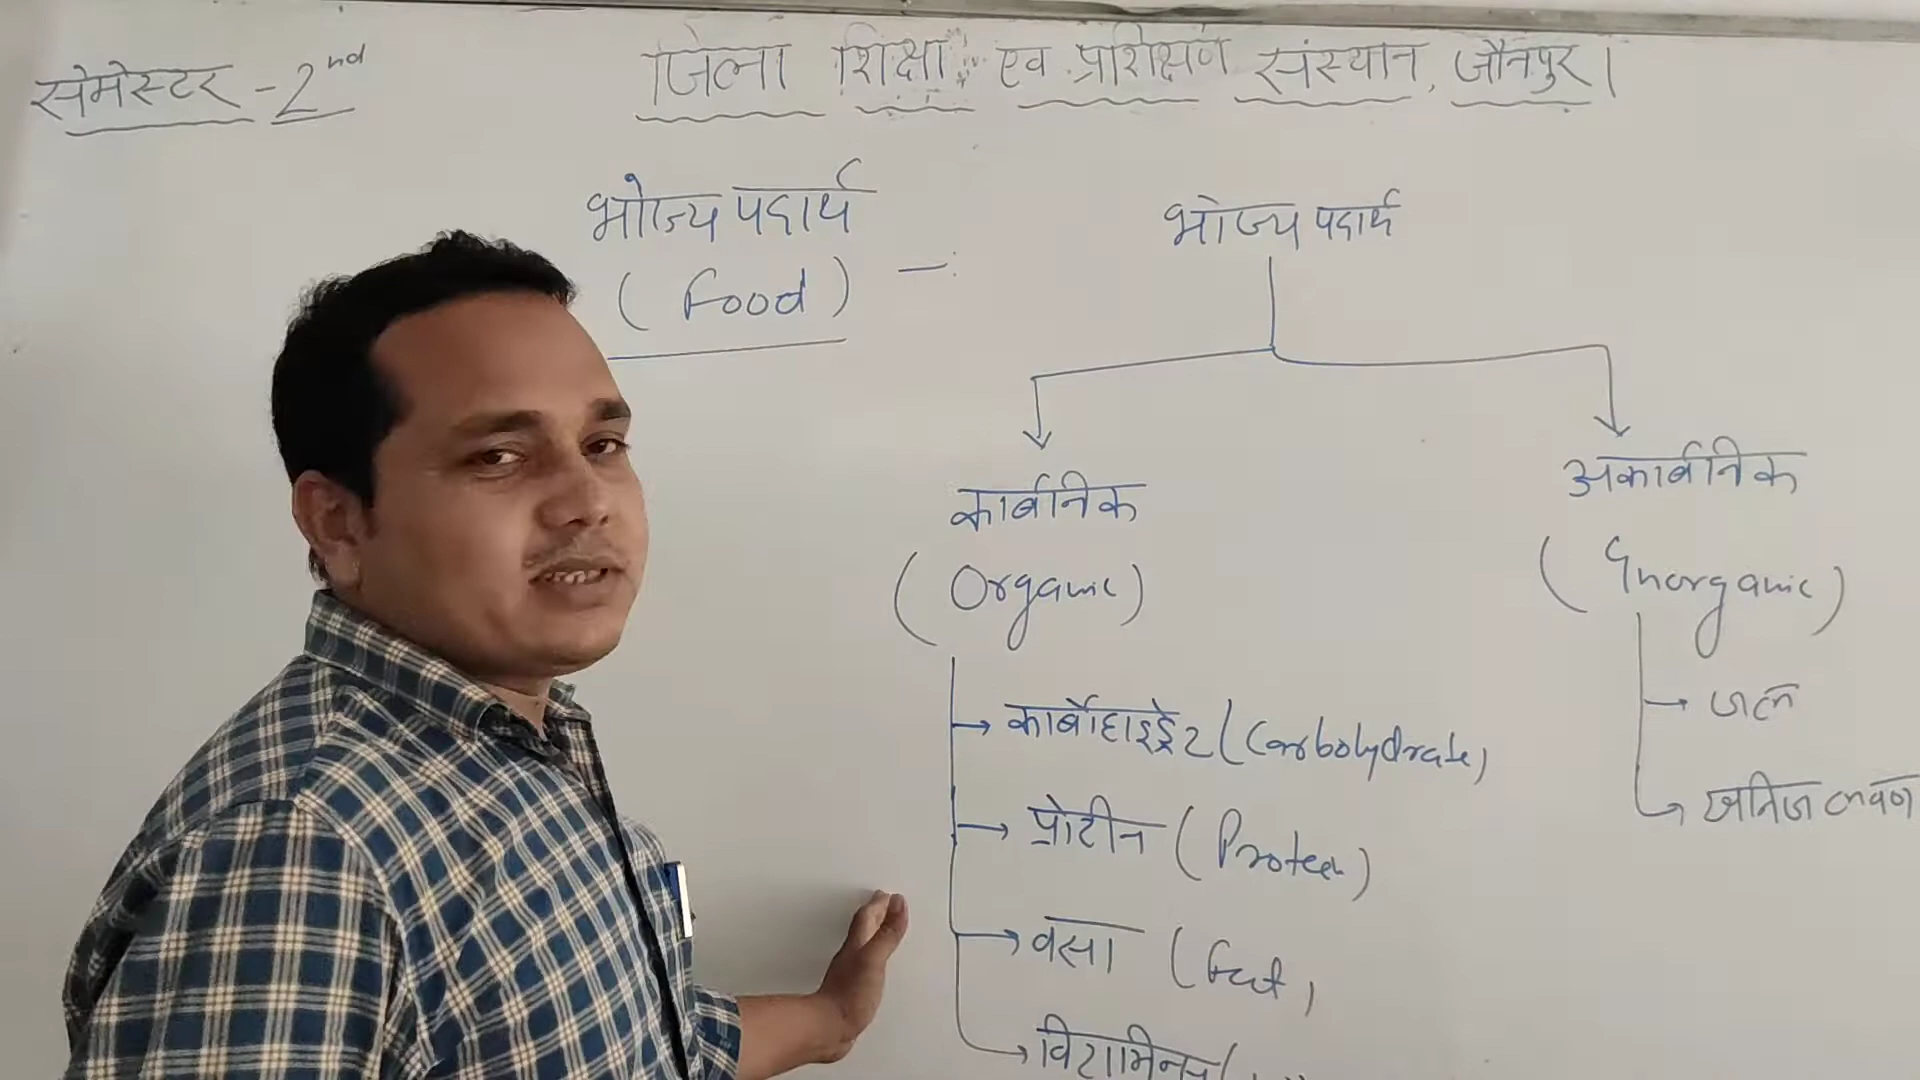 सेमेस्टर - 2nd
जिला शिक्षा एवं प्रशिक्षण संस्थान, जौनपुर।
भोज्य पदार्थ
(Food) -:
भोज्य पदार्थ
कार्बनिक
(Organic)
→ कार्बोहाइड्रेट (Carbohydrate)
→ प्रोटीन (Protein)
→ वसा (Fat)
→ विटामिन्स (
अकार्बनिक
(Inorganic)
→ जल
→ खनिज लवण